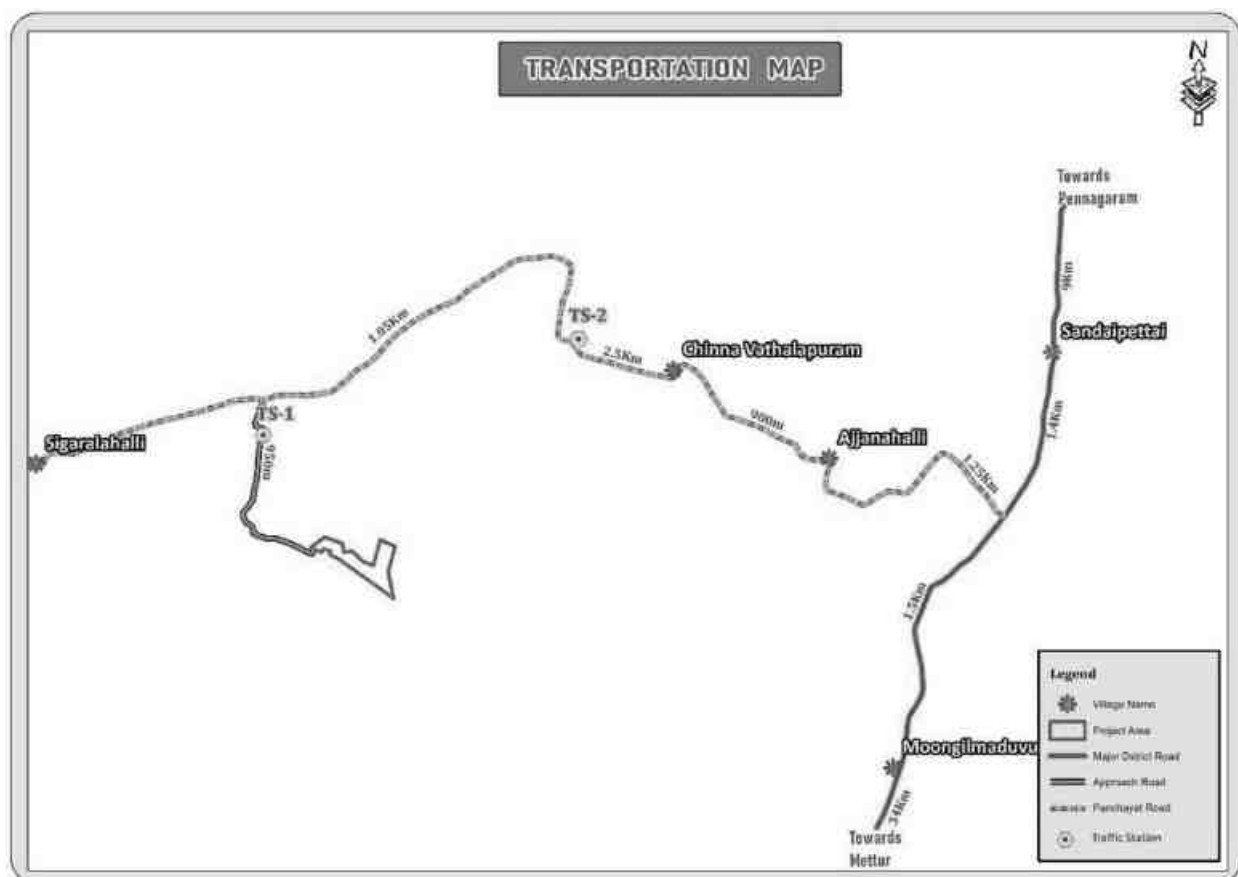 TRANSPORTATION MAP
N
Towards
Pennagaram
9Km
Sandaipettai
1.4Km
1.95Km
TS-2
2.5Km
Chinna Vathalapuram
900m
Ajjanahalli
1.25Km
TS-1
Sigaralahalli
950m
1.5Km
Moongilmaduvu
34Km
Towards
Mettur
Legend
Village Name
Project Area
Major District Road
Approach Road
Panchayat Road
Traffic Station